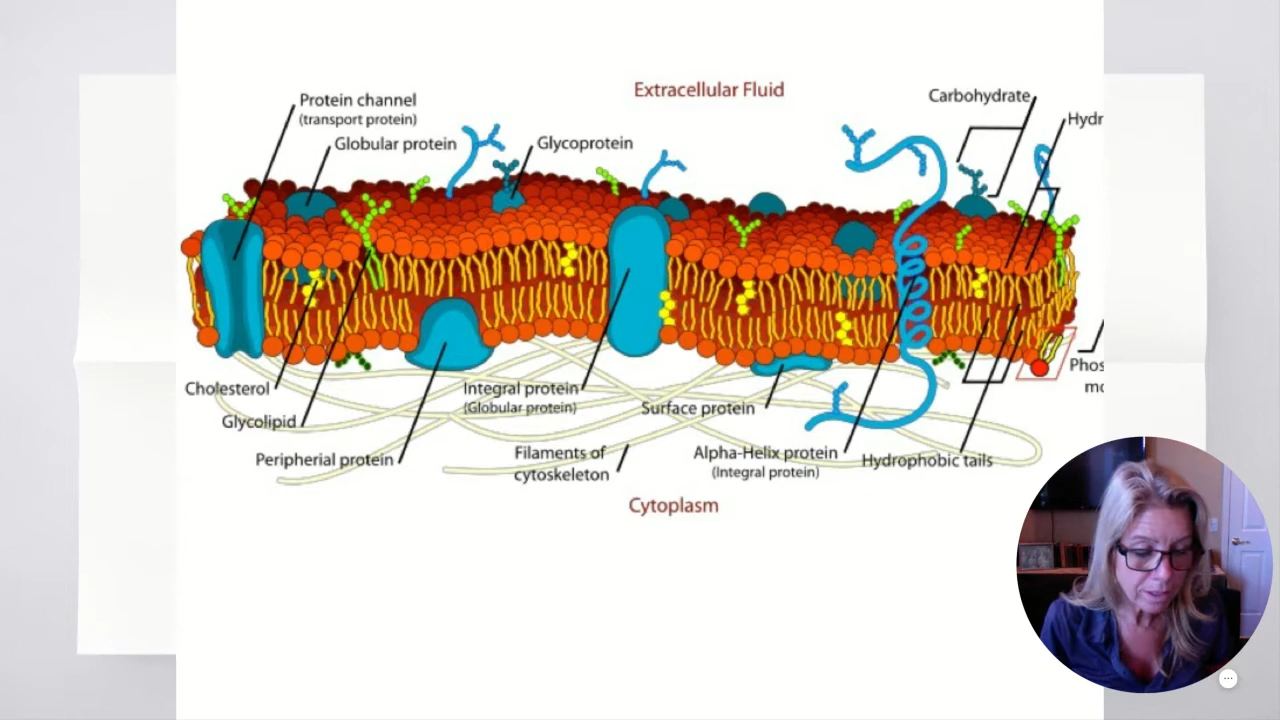 Extracellular Fluid
Protein channel
(transport protein)
Globular protein
Glycoprotein
Carbohydrate
Cholesterol
Glycolipid
Peripherial protein
Integral protein
(Globular protein)
Filaments of
cytoskeleton
Surface protein
Alpha-Helix protein
(Integral protein)
Hydrophobic tails
Cytoplasm